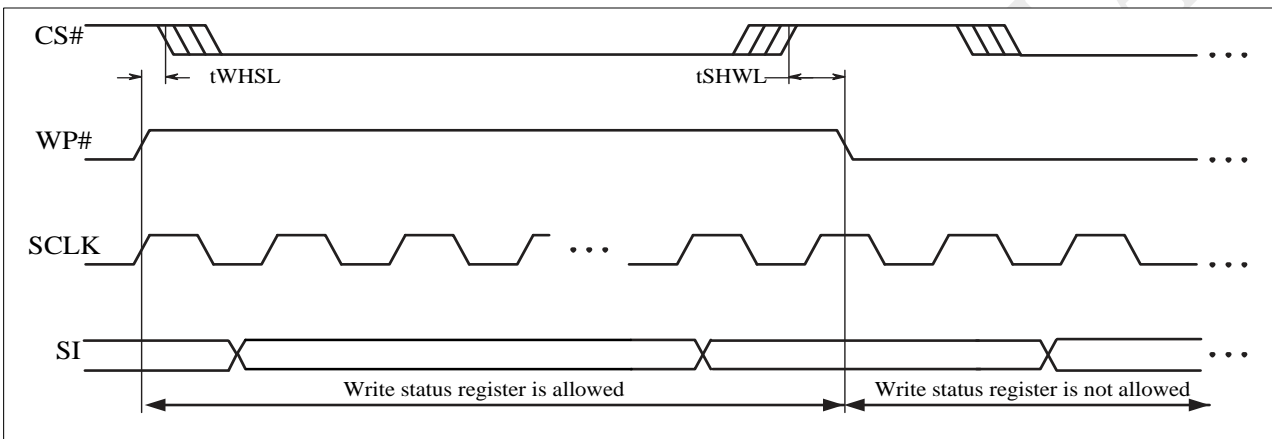 CS#
tWHSL
tSHWL
WP#
SCLK
SI
Write status register is allowed
Write status register is not allowed